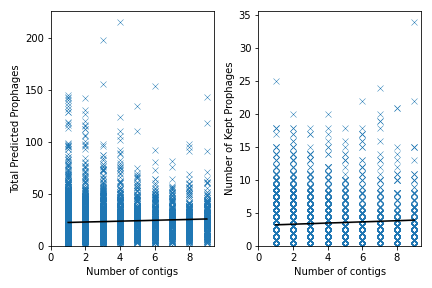 Total Predicted Prophages
200
150
100
50
0
0 2 4 6 8
Number of contigs
Number of Kept Prophages
35
30
25
20
15
10
5
0
0 2 4 6 8
Number of contigs